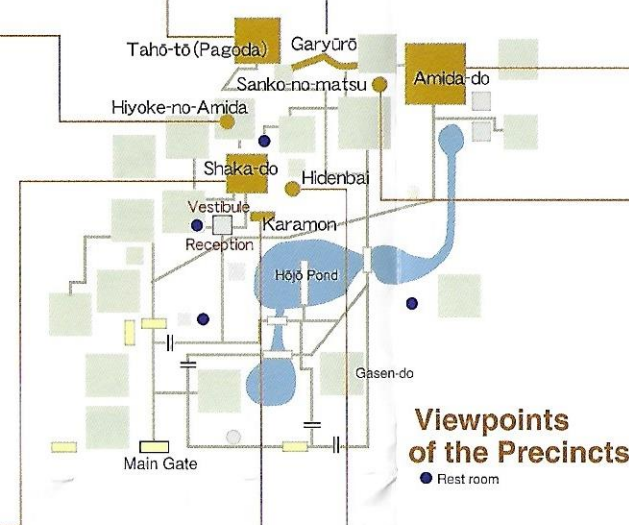 Tahō-tō (Pagoda)
Garyūrō
Sanko-no-matsu
Amida-do
Hiyoke-no-Amida
Shaka-do
Hidenbai
Vestibule
Karamon
Reception
Hōjō Pond
Gasen-do
Main Gate
Viewpoints
of the Precincts
Rest room